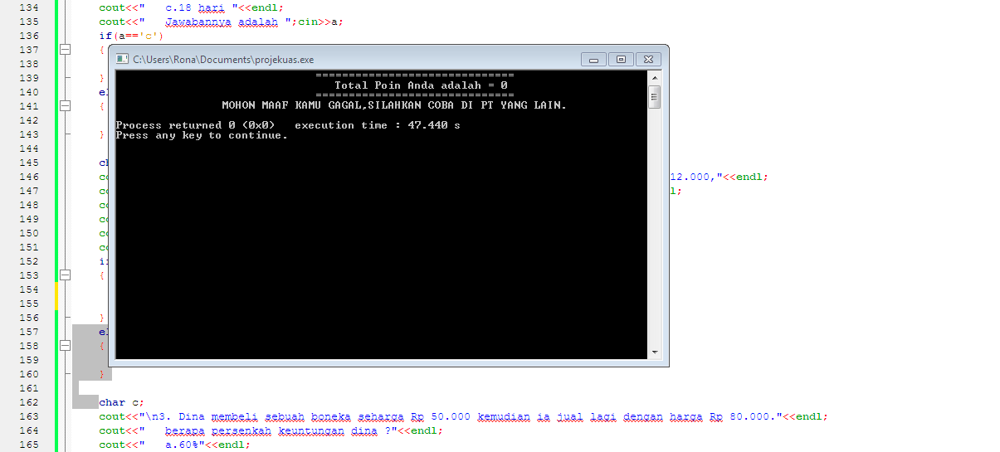 134 cout<<"   c.18 hari "<<endl;
135 cout<<"   Jawabannya adalah ";cin>>a;
136 if(a=='c')
137 {
C:\Users\Rona\Documents\projekuas.exe
138
==============================
139 }
Total Poin Anda adalah = 0
140 el
==============================
141 {
MOHON MAAF KAMU GAGAL,SILAHKAN COBA DI PT YANG LAIN.
142
Process returned 0 (0x0)   execution time : 47.440 s
143 }
Press any key to continue.
144
145 ch
146 co 12.000,"<<endl;
147 co l;
148 co
149 co
150 co
151 co
152 if
153 {
154
155
156 }
157 el
158 {
159
160 }
161
162 char c;
163 cout<<"\n3. Dina membeli sebuah boneka seharga Rp 50.000 kemudian ia jual lagi dengan harga Rp 80.000."<<endl;
164 cout<<"   berapa persenkah keuntungan dina ?"<<endl;
165 cout<<"   a.60%"<<endl;